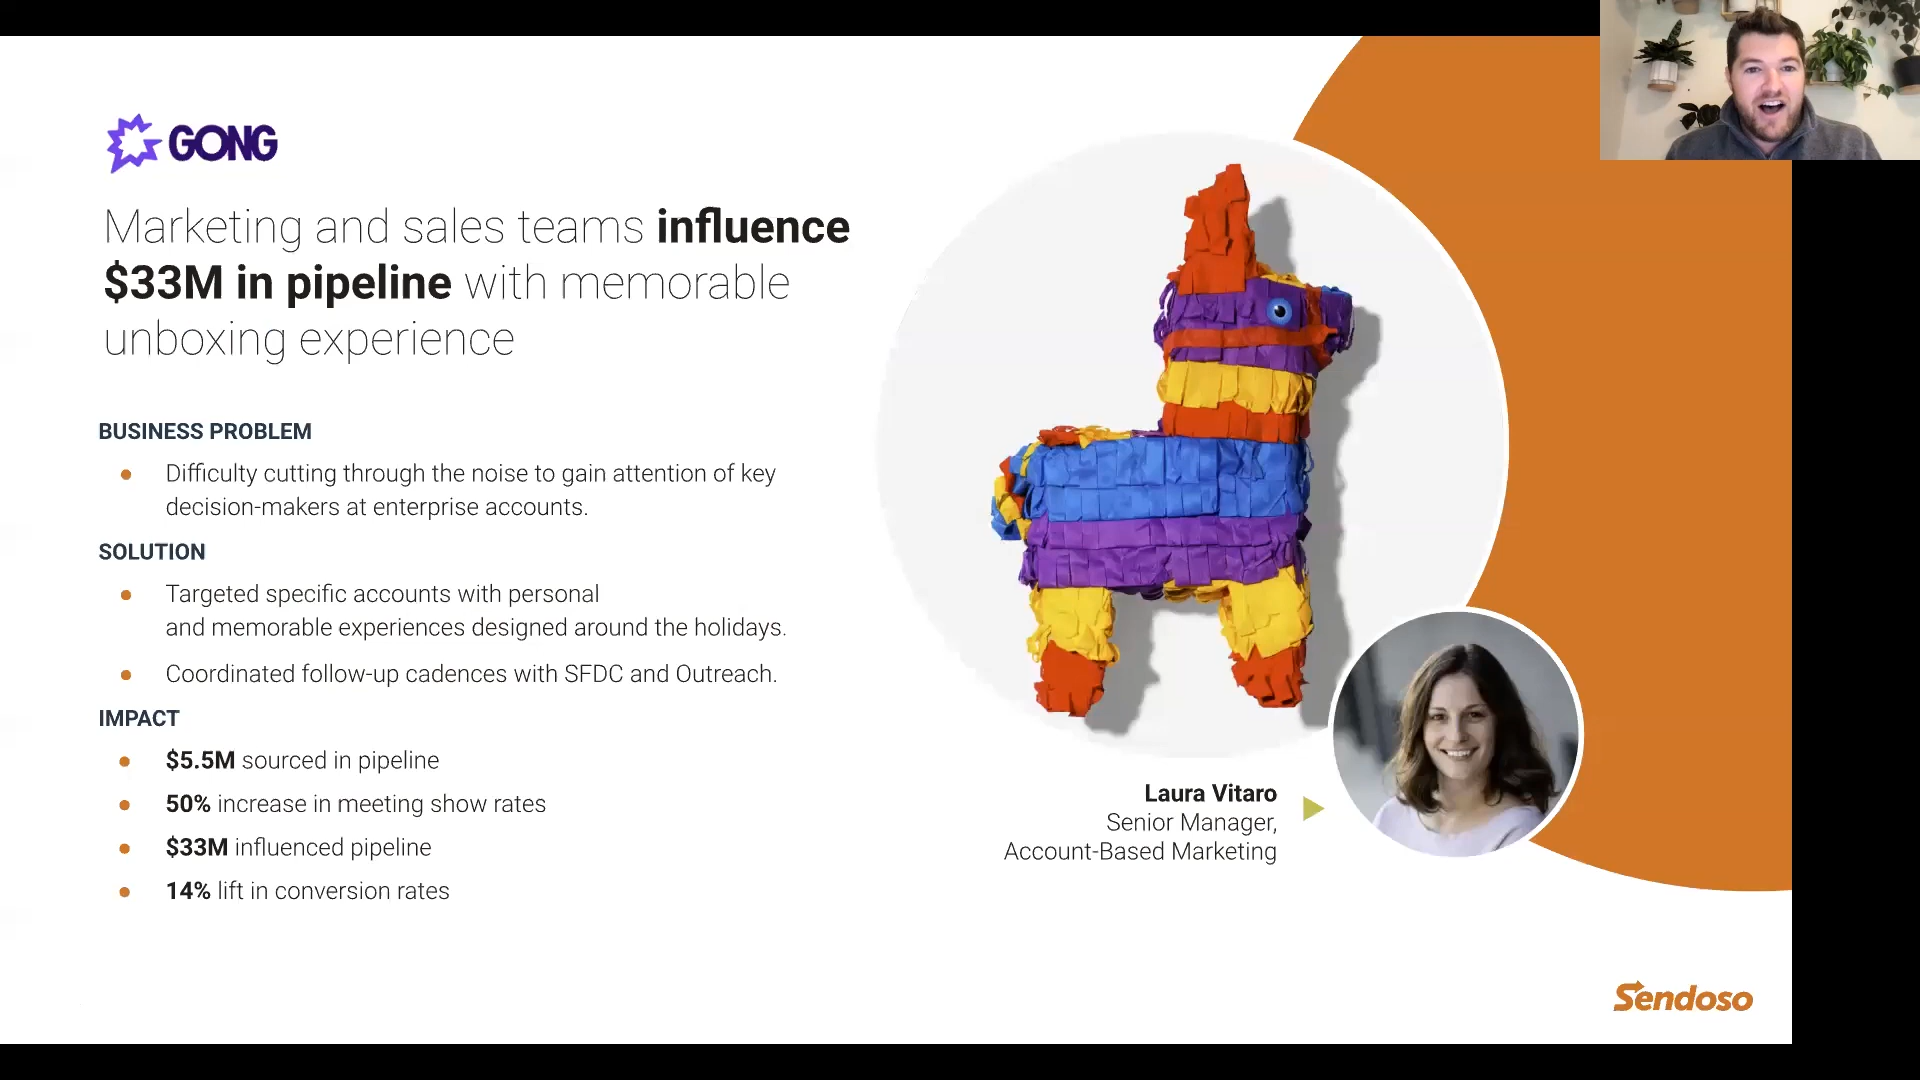 GONG
Marketing and sales teams influence
$33M in pipeline with memorable
unboxing experience
BUSINESS PROBLEM
Difficulty cutting through the noise to gain attention of key
decision-makers at enterprise accounts.
SOLUTION
Targeted specific accounts with personal
and memorable experiences designed around the holidays.
Coordinated follow-up cadences with SFDC and Outreach.
IMPACT
$5.5M sourced in pipeline
50% increase in meeting show rates
$33M influenced pipeline
14% lift in conversion rates
Laura Vitaro
Senior Manager,
Account-Based Marketing
Sendoso